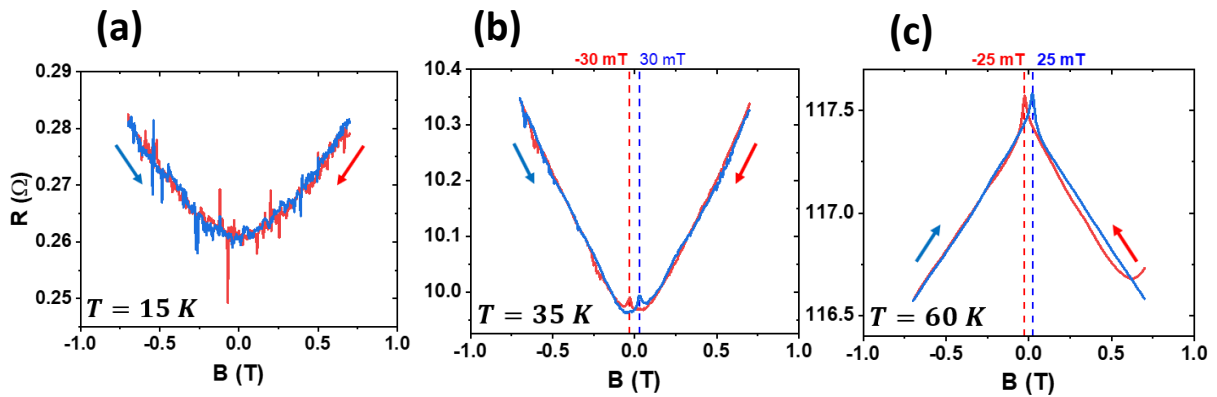 (a)
(b)
(c)
-30 mT 30 mT
-25 mT 25 mT
0.29
0.28
0.27
0.26
0.25
R (Ω)
T = 15 K
-1.0 -0.5 0.0 0.5 1.0
B (T)
10.4
10.3
10.2
10.1
10.0
T = 35 K
-1.0 -0.5 0.0 0.5 1.0
B (T)
117.5
117.0
116.5
T = 60 K
-1.0 -0.5 0.0 0.5 1.0
B (T)